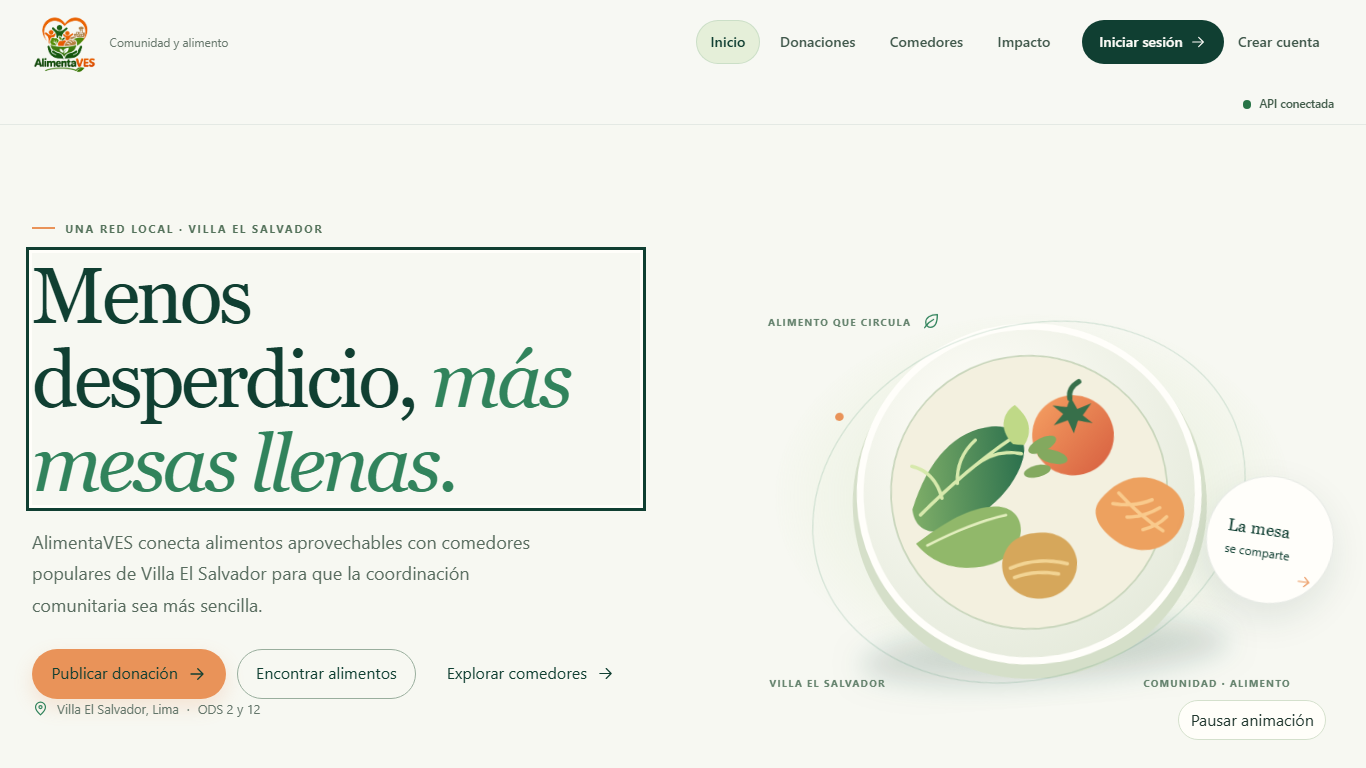 AlimentaVES
Comunidad y alimento
Inicio
Donaciones
Comedores
Impacto
Iniciar sesión
Crear cuenta
API conectada
UNA RED LOCAL · VILLA EL SALVADOR
Menos
desperdicio, más
mesas llenas.
AlimentaVES conecta alimentos aprovechables con comedores
populares de Villa El Salvador para que la coordinación
comunitaria sea más sencilla.
Publicar donación
Encontrar alimentos
Explorar comedores
Villa El Salvador, Lima · ODS 2 y 12
ALIMENTO QUE CIRCULA
La mesa
se comparte
VILLA EL SALVADOR
COMUNIDAD · ALIMENTO
Pausar animación